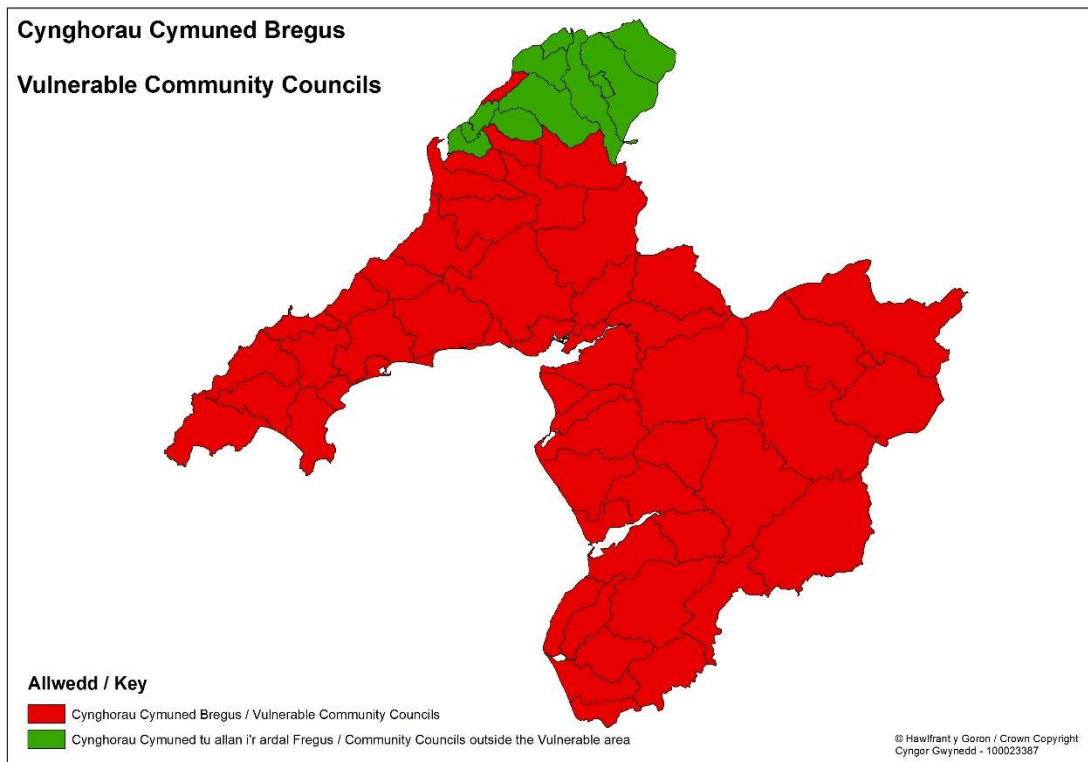 Cynghorau Cymuned Bregus
Vulnerable Community Councils
Allwedd / Key
Cynghorau Cymuned Bregus / Vulnerable Community Councils
Cynghorau Cymuned tu allan i'r ardal Fregus / Community Councils outside the Vulnerable area
© Hawlfraint y Goron / Crown Copyright
Cyngor Gwynedd - 100023387